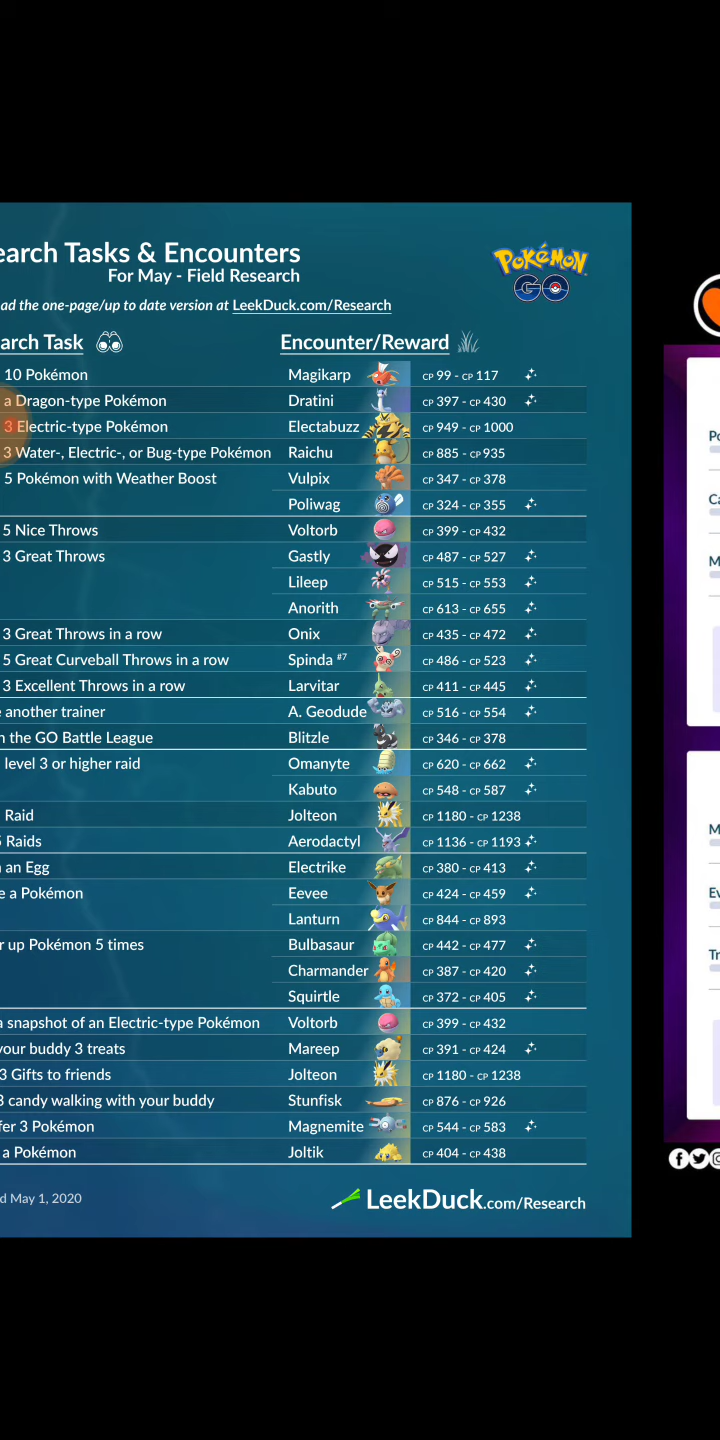 earch Tasks & Encounters
For May - Field Research
POKÉMON
GO
ad the one-page/up to date version at LeekDuck.com/Research
arch Task Encounter/Reward
10 Pokémon Magikarp CP 99 - CP 117
a Dragon-type Pokémon Dratini CP 397 - CP 430
3 Electric-type Pokémon Electabuzz CP 949 - CP 1000
3 Water-, Electric-, or Bug-type Pokémon Raichu CP 885 - CP 935
5 Pokémon with Weather Boost Vulpix CP 347 - CP 378
Poliwag CP 324 - CP 355
5 Nice Throws Voltorb CP 399 - CP 432
3 Great Throws Gastly CP 487 - CP 527
Lileep CP 515 - CP 553
Anorith CP 613 - CP 655
3 Great Throws in a row Onix CP 435 - CP 472
5 Great Curveball Throws in a row Spinda #7 CP 486 - CP 523
3 Excellent Throws in a row Larvitar CP 411 - CP 445
e another trainer A. Geodude CP 516 - CP 554
n the GO Battle League Blitzle CP 346 - CP 378
level 3 or higher raid Omanyte CP 620 - CP 662
Kabuto CP 548 - CP 587
Raid Jolteon CP 1180 - CP 1238
5 Raids Aerodactyl CP 1136 - CP 1193
h an Egg Electrike CP 380 - CP 413
e a Pokémon Eevee CP 424 - CP 459
Lanturn CP 844 - CP 893
r up Pokémon 5 times Bulbasaur CP 442 - CP 477
Charmander CP 387 - CP 420
Squirtle CP 372 - CP 405
a snapshot of an Electric-type Pokémon Voltorb CP 399 - CP 432
your buddy 3 treats Mareep CP 391 - CP 424
3 Gifts to friends Jolteon CP 1180 - CP 1238
3 candy walking with your buddy Stunfisk CP 876 - CP 926
fer 3 Pokémon Magnemite CP 544 - CP 583
a Pokémon Joltik CP 404 - CP 438
d May 1, 2020
LeekDuck.com/Research
Po
Ca
M
M
Ev
Tr